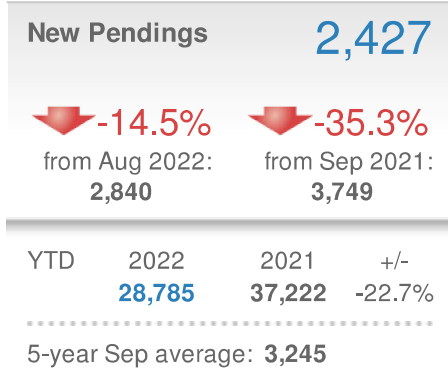 New Pendings 2,427
-14.5% -35.3%
from Aug 2022: from Sep 2021:
2,840 3,749
YTD 2022 2021 +/-
28,785 37,222 -22.7%
5-year Sep average: 3,245